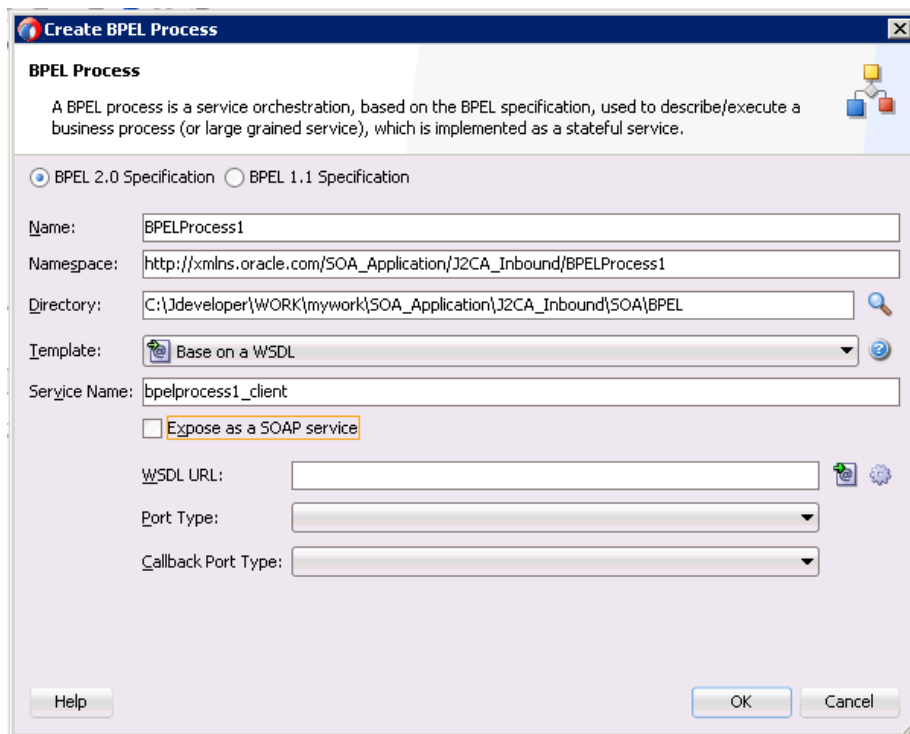 Create BPEL Process
BPEL Process
A BPEL process is a service orchestration, based on the BPEL specification, used to describe/execute a
business process (or large grained service), which is implemented as a stateful service.
BPEL 2.0 Specification BPEL 1.1 Specification
Name: BPELProcess1
Namespace: http://xmlns.oracle.com/SOA_Application/J2CA_Inbound/BPELProcess1
Directory: C:\Jdeveloper\WORK\mywork\SOA_Application\J2CA_Inbound\SOA\BPEL
Template: Base on a WSDL
Service Name: bpelprocess1_client
Expose as a SOAP service
WSDL URL:
Port Type:
Callback Port Type:
Help OK Cancel